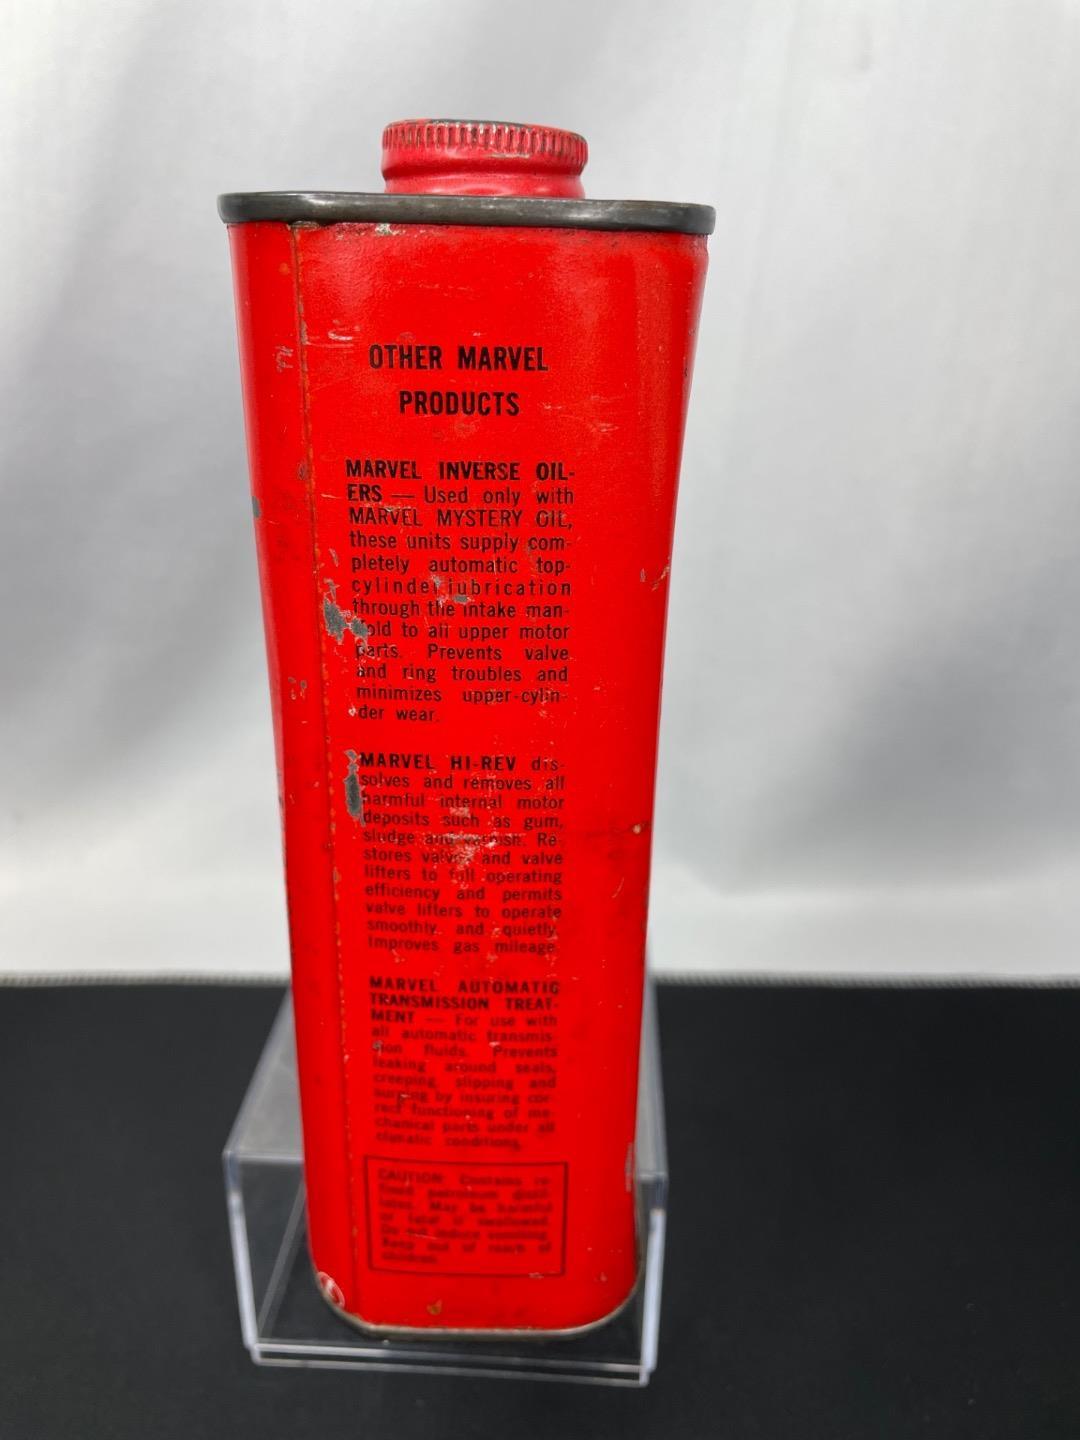 OTHER MARVEL
PRODUCTS
MARVEL INVERSE OIL-
ERS — Used only with
MARVEL MYSTERY OIL,
these units supply com-
pletely automatic top-
cylinder lubrication
through the intake man-
ifold to all upper motor
parts. Prevents valve
and ring troubles and
minimizes upper-cylin-
der wear.
MARVEL HI-REV dis-
solves and removes all
harmful internal motor
deposits such as gum,
sludge and varnish. Re-
stores valves and valve
lifters to full operating
efficiency and permits
valve lifters to operate
smoothly and quietly.
Improves gas mileage.
MARVEL AUTOMATIC
TRANSMISSION TREAT-
MENT — For use with
all automatic transmis-
sion fluids. Prevents
leaking around seals,
creeping, slipping and
surging by insuring cor-
rect functioning of me-
chanical parts under all
climatic conditions.
CAUTION: Contains re-
fined petroleum distil-
lates. May be harmful
or fatal if swallowed.
Do not induce vomiting.
Keep out of reach of
children.